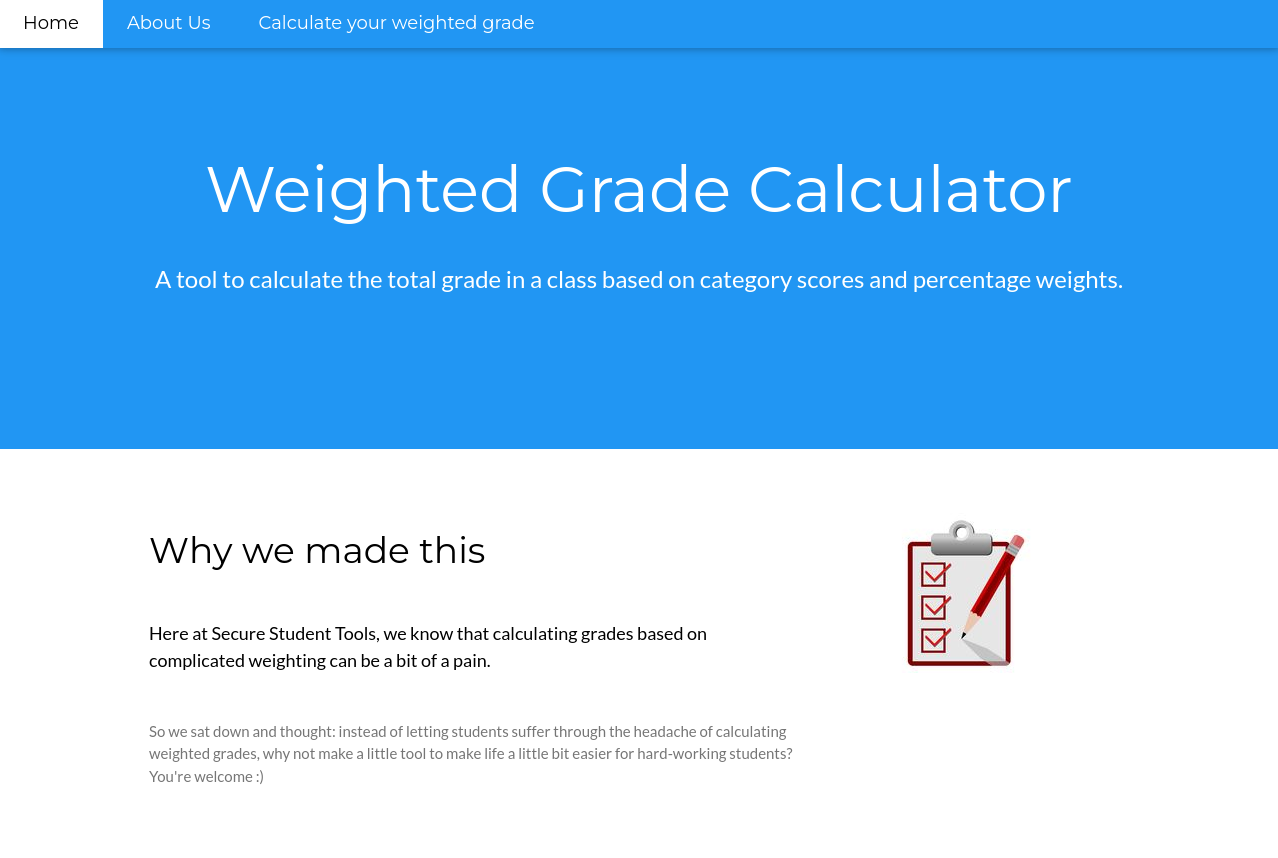 Home About Us Calculate your weighted grade
Weighted Grade Calculator
A tool to calculate the total grade in a class based on category scores and percentage weights.
Why we made this
Here at Secure Student Tools, we know that calculating grades based on
complicated weighting can be a bit of a pain.
So we sat down and thought: instead of letting students suffer through the headache of calculating
weighted grades, why not make a little tool to make life a little bit easier for hard-working students?
You're welcome :)